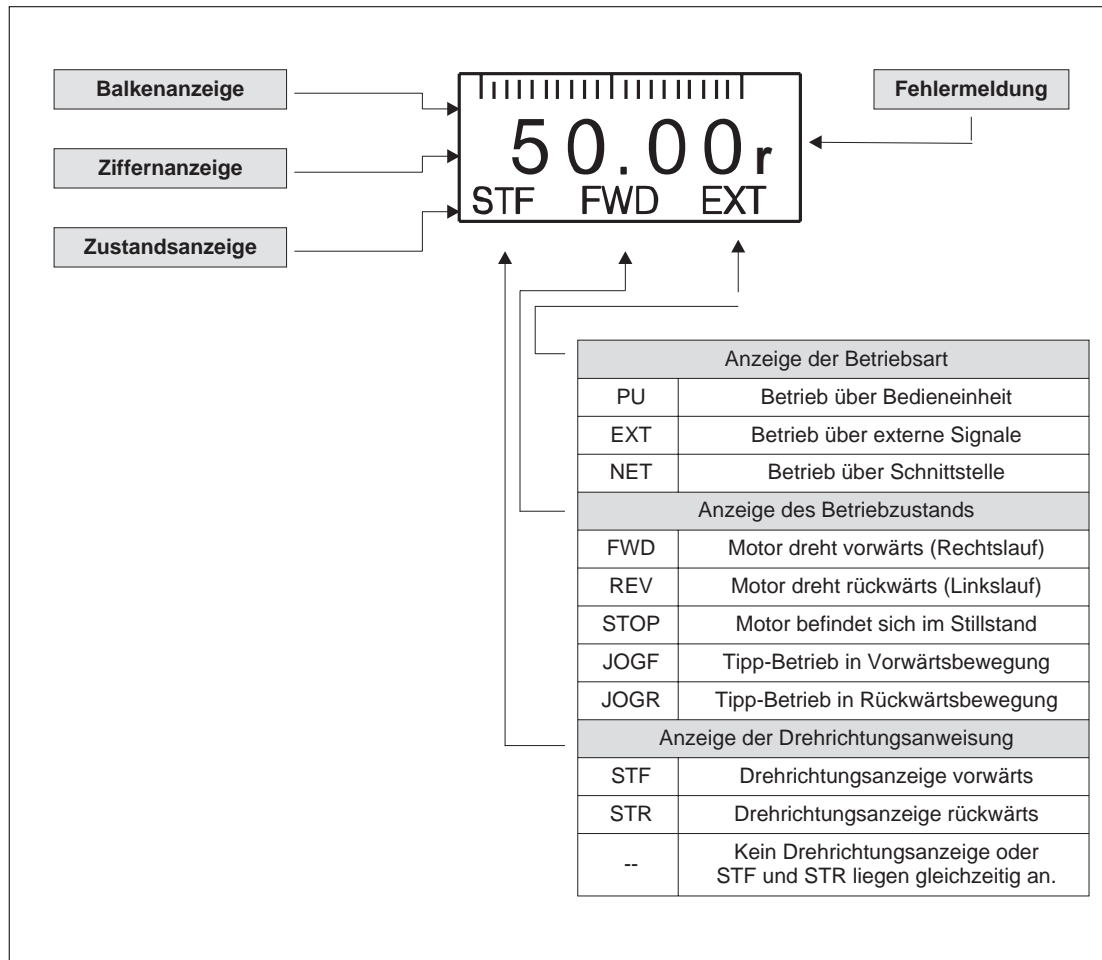 Balkenanzeige
Ziffernanzeige
Zustandsanzeige
50.00r
STF FWD EXT
Fehlermeldung
Anzeige der Betriebsart
PU Betrieb über Bedieneinheit
EXT Betrieb über externe Signale
NET Betrieb über Schnittstelle
Anzeige des Betriebzustands
FWD Motor dreht vorwärts (Rechtslauf)
REV Motor dreht rückwärts (Linkslauf)
STOP Motor befindet sich im Stillstand
JOGF Tipp-Betrieb in Vorwärtsbewegung
JOGR Tipp-Betrieb in Rückwärtsbewegung
Anzeige der Drehrichtungsanweisung
STF Drehrichtungsanzeige vorwärts
STR Drehrichtungsanzeige rückwärts
-- Kein Drehrichtungsanzeige oder
STF und STR liegen gleichzeitig an.